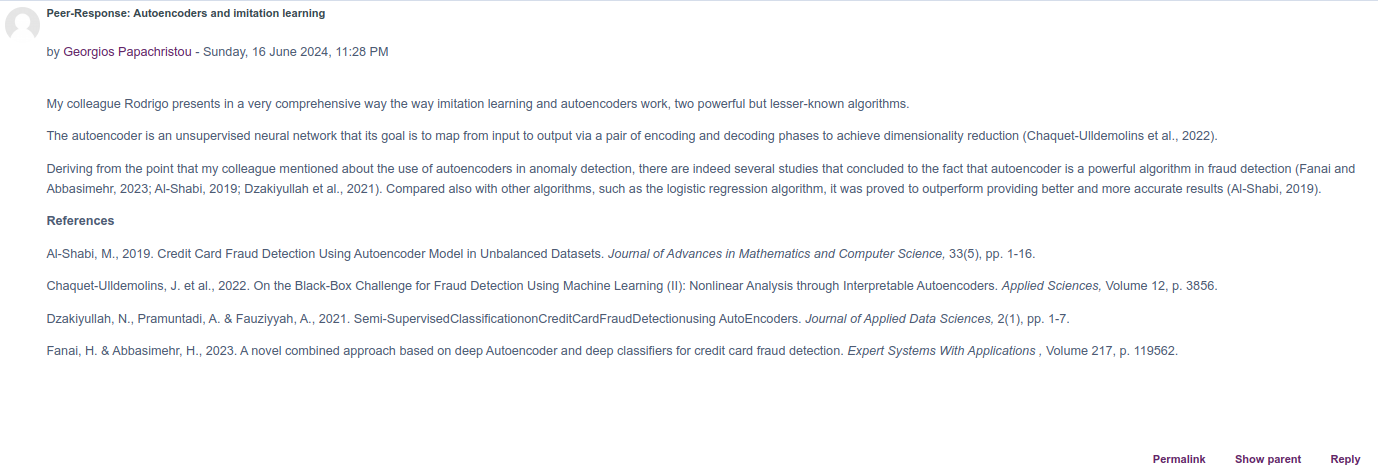 Peer-Response: Autoencoders and imitation learning
by Georgios Papachristou - Sunday, 16 June 2024, 11:28 PM
My colleague Rodrigo presents in a very comprehensive way the way imitation learning and autoencoders work, two powerful but lesser-known algorithms.
The autoencoder is an unsupervised neural network that its goal is to map from input to output via a pair of encoding and decoding phases to achieve dimensionality reduction (Chaquet-Ulldemolins et al., 2022).
Deriving from the point that my colleague mentioned about the use of autoencoders in anomaly detection, there are indeed several studies that concluded to the fact that autoencoder is a powerful algorithm in fraud detection (Fanai and
Abbasimehr, 2023; Al-Shabi, 2019; Dzakiyullah et al., 2021). Compared also with other algorithms, such as the logistic regression algorithm, it was proved to outperform providing better and more accurate results (Al-Shabi, 2019).
References
Al-Shabi, M., 2019. Credit Card Fraud Detection Using Autoencoder Model in Unbalanced Datasets. Journal of Advances in Mathematics and Computer Science, 33(5), pp. 1-16.
Chaquet-Ulldemolins, J. et al., 2022. On the Black-Box Challenge for Fraud Detection Using Machine Learning (II): Nonlinear Analysis through Interpretable Autoencoders. Applied Sciences, Volume 12, p. 3856.
Dzakiyullah, N., Pramuntadi, A. & Fauziyyah, A., 2021. Semi-SupervisedClassificationonCreditCardFraudDetectionusing AutoEncoders. Journal of Applied Data Sciences, 2(1), pp. 1-7.
Fanai, H. & Abbasimehr, H., 2023. A novel combined approach based on deep Autoencoder and deep classifiers for credit card fraud detection. Expert Systems With Applications , Volume 217, p. 119562.
Permalink Show parent Reply